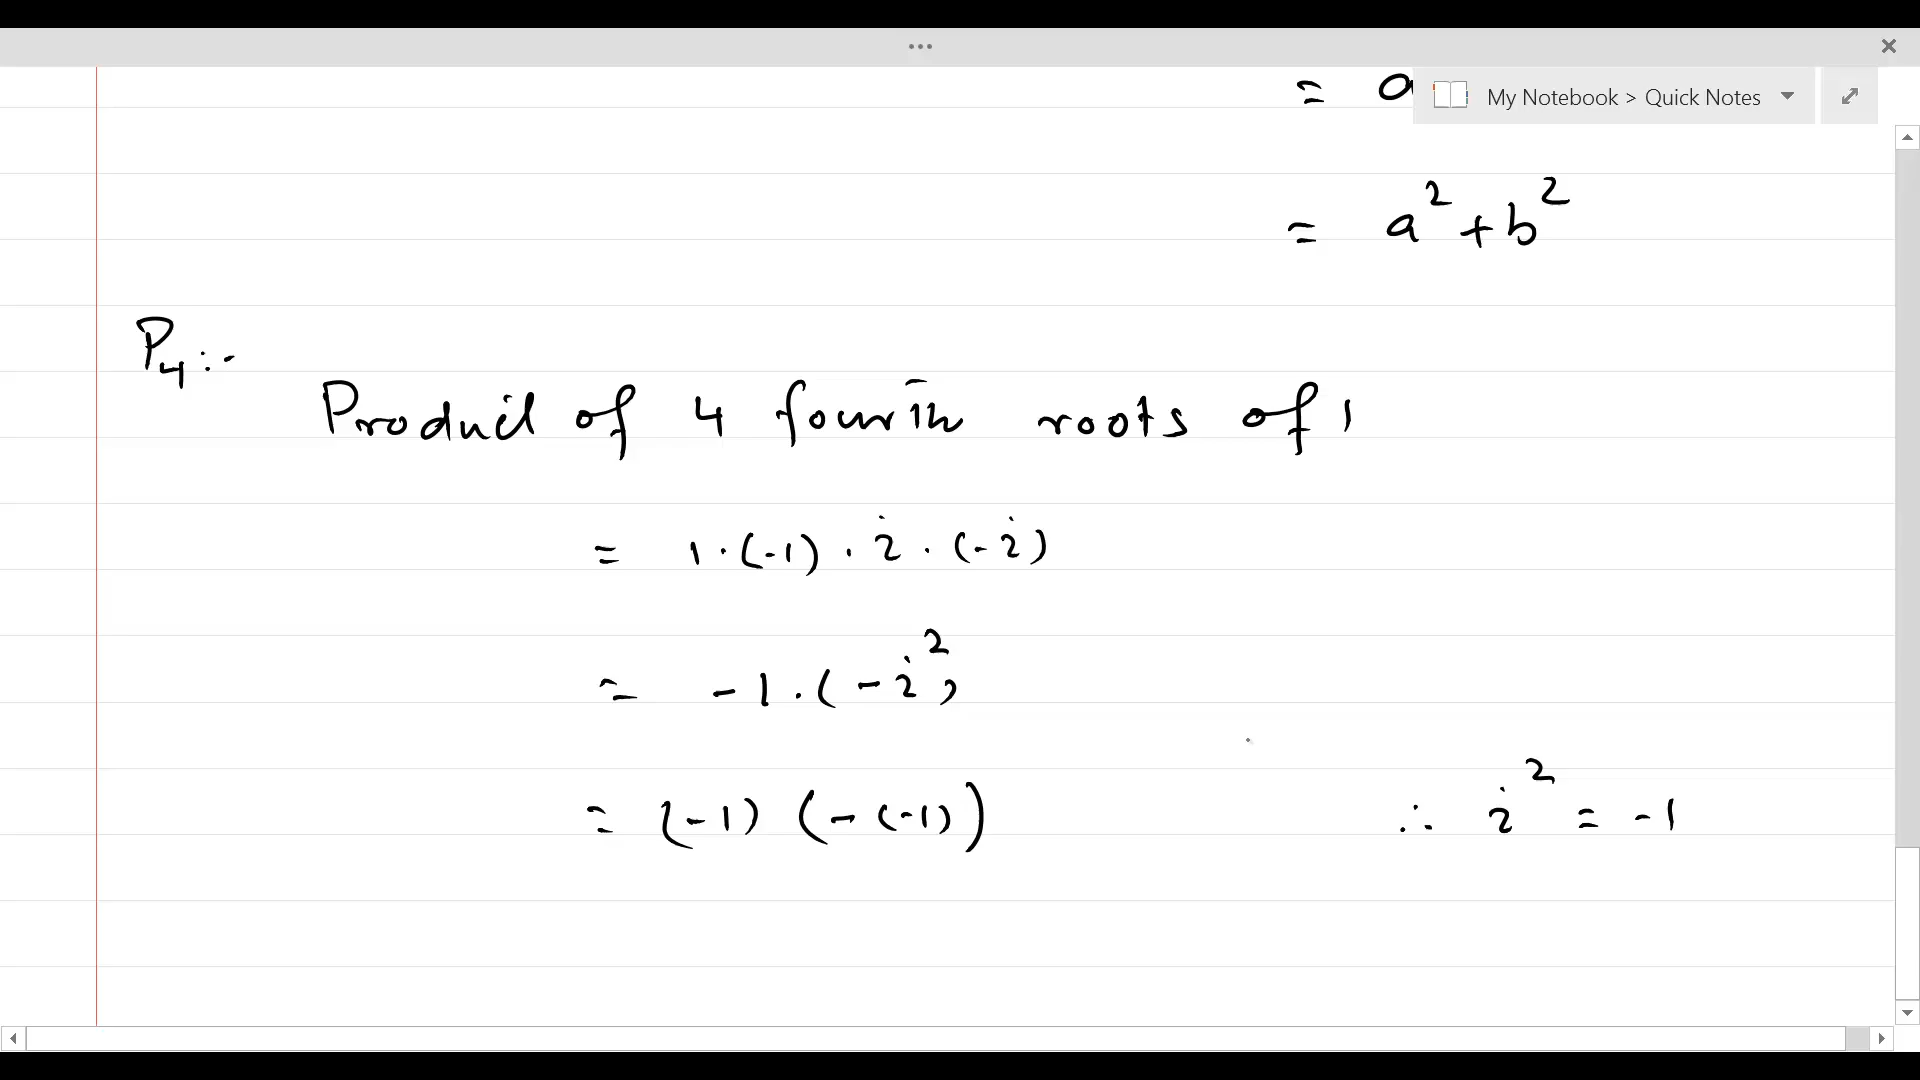 = a
My Notebook > Quick Notes
= a² + b²
P₄ :-
Product of 4 fourth roots of 1
= 1 · (-1) · i · (-i)
= -1 · (-i²)
= (-1) (-(-1)) ∴ i² = -1